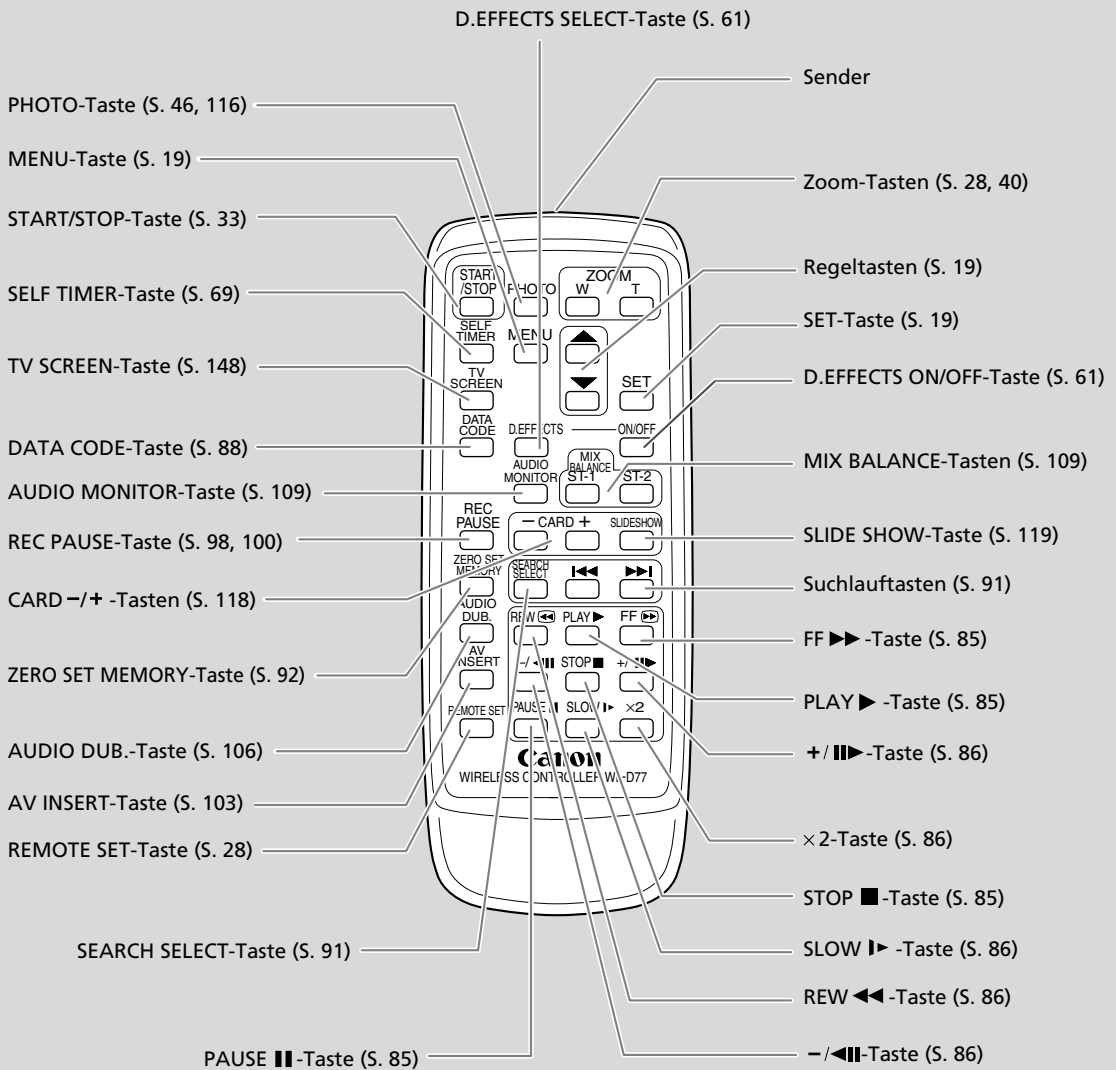 D.EFFECTS SELECT-Taste (S. 61)
PHOTO-Taste (S. 46, 116)
MENU-Taste (S. 19)
START/STOP-Taste (S. 33)
SELF TIMER-Taste (S. 69)
TV SCREEN-Taste (S. 148)
DATA CODE-Taste (S. 88)
AUDIO MONITOR-Taste (S. 109)
REC PAUSE-Taste (S. 98, 100)
CARD −/+ -Tasten (S. 118)
ZERO SET MEMORY-Taste (S. 92)
AUDIO DUB.-Taste (S. 106)
AV INSERT-Taste (S. 103)
REMOTE SET-Taste (S. 28)
SEARCH SELECT-Taste (S. 91)
PAUSE ❚❚ -Taste (S. 85)
START
/STOP
PHOTO
ZOOM
W
T
SELF
TIMER
MENU
TV
SCREEN
SET
DATA
CODE
D.EFFECTS
ON/OFF
AUDIO
MONITOR
MIX
BALANCE
ST-1
ST-2
REC
PAUSE
− CARD +
SLIDESHOW
ZERO SET
MEMORY
SEARCH
SELECT
AUDIO
DUB.
REW ◀◀
PLAY ▶
FF ▶▶
AV
INSERT
−/◀❚❚
STOP ■
+/❚❚▶
REMOTE SET
PAUSE ❚❚
SLOW ❙▶
×2
Canon
WIRELESS CONTROLLER WL-D77
Sender
Zoom-Tasten (S. 28, 40)
Regeltasten (S. 19)
SET-Taste (S. 19)
D.EFFECTS ON/OFF-Taste (S. 61)
MIX BALANCE-Tasten (S. 109)
SLIDE SHOW-Taste (S. 119)
Suchlauftasten (S. 91)
FF ▶▶ -Taste (S. 85)
PLAY ▶ -Taste (S. 85)
+/❚❚▶-Taste (S. 86)
×2-Taste (S. 86)
STOP ■ -Taste (S. 85)
SLOW ❙▶ -Taste (S. 86)
REW ◀◀ -Taste (S. 86)
−/◀❚❚-Taste (S. 86)